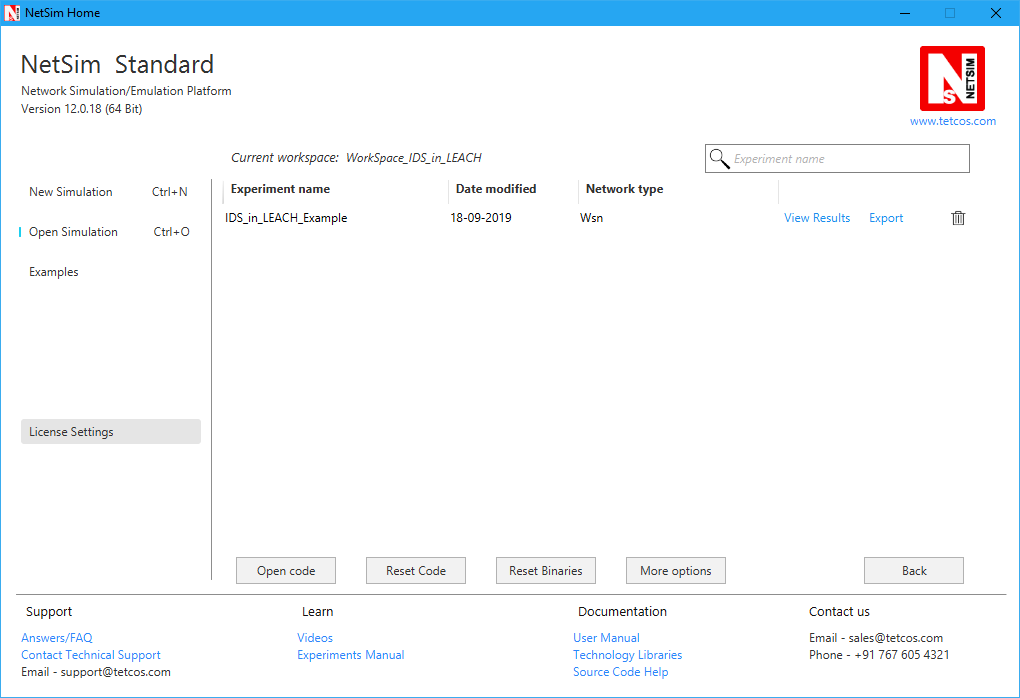 NetSim Home
NetSim Standard
Network Simulation/Emulation Platform
Version 12.0.18 (64 Bit)
NS NETSIM
www.tetcos.com
Current workspace: WorkSpace_IDS_in_LEACH
Experiment name
New Simulation Ctrl+N
Open Simulation Ctrl+O
Examples
License Settings
Experiment name Date modified Network type
IDS_in_LEACH_Example 18-09-2019 Wsn View Results Export
Open code Reset Code Reset Binaries More options Back
Support
Answers/FAQ
Contact Technical Support
Email - support@tetcos.com
Learn
Videos
Experiments Manual
Documentation
User Manual
Technology Libraries
Source Code Help
Contact us
Email - sales@tetcos.com
Phone - +91 767 605 4321